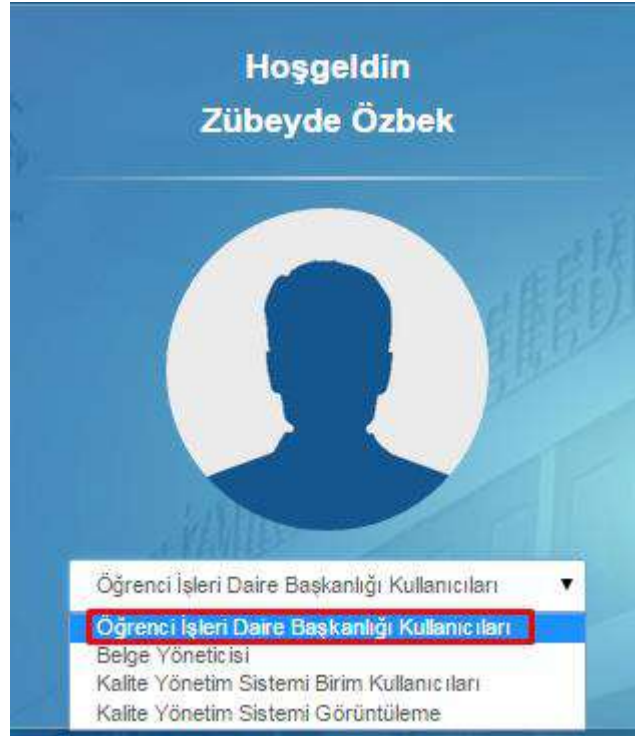 Hoşgeldin
Zübeyde Özbek
Öğrenci İşleri Daire Başkanlığı Kullanıcıları
Öğrenci İşleri Daire Başkanlığı Kullanıcıları
Belge Yöneticisi
Kalite Yönetim Sistemi Birim Kullanıcıları
Kalite Yönetim Sistemi Görüntüleme